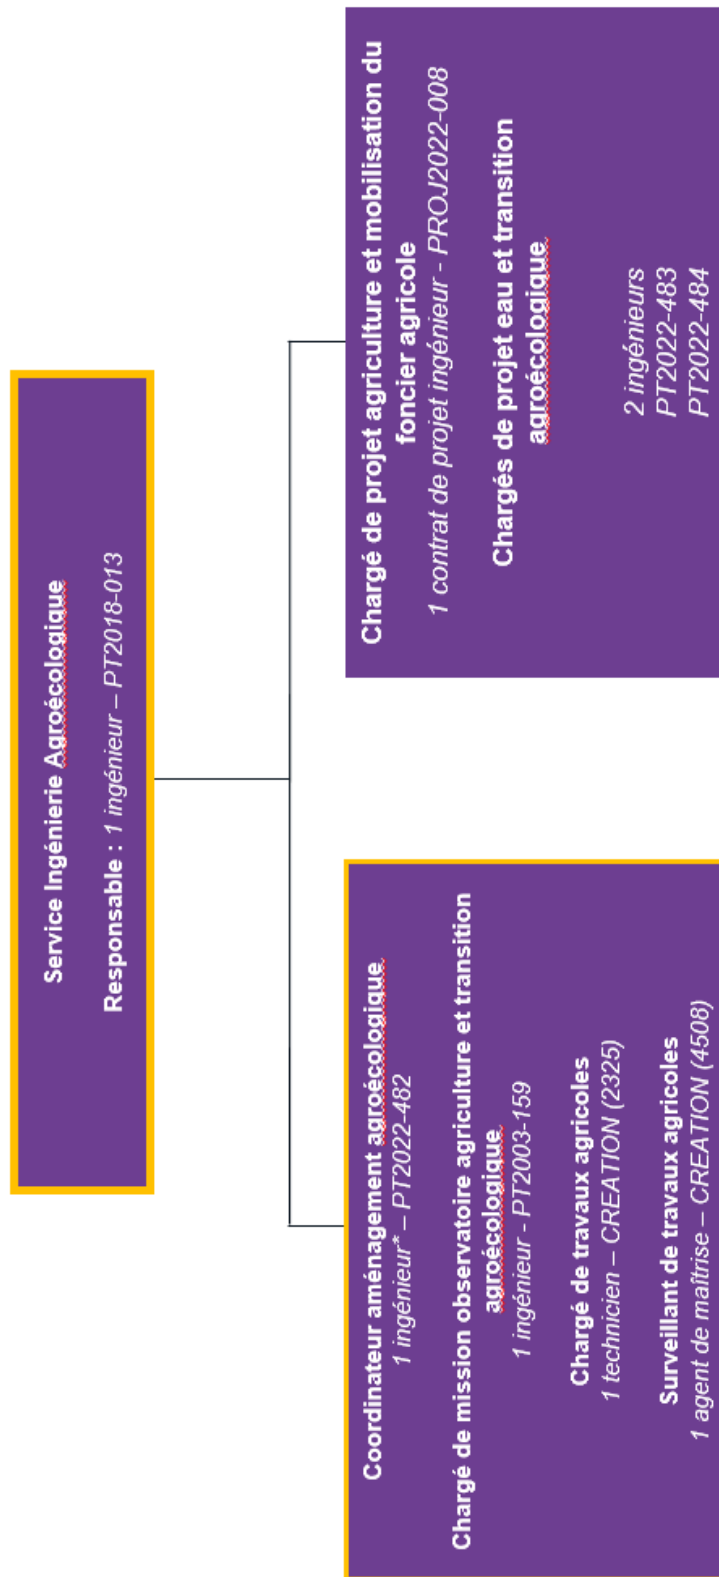 Service Ingénierie Agroécologique
Responsable : 1 ingénieur – PT2018-013
Coordinateur aménagement agroécologique
1 ingénieur* – PT2022-482
Chargé de mission observatoire agriculture et transition
agroécologique
1 ingénieur - PT2003-159
Chargé de travaux agricoles
1 technicien – CREATION (2325)
Surveillant de travaux agricoles
1 agent de maîtrise – CREATION (4508)
Chargé de projet agriculture et mobilisation du
foncier agricole
1 contrat de projet ingénieur - PROJ2022-008
Chargés de projet eau et transition
agroécologique
2 ingénieurs
PT2022-483
PT2022-484